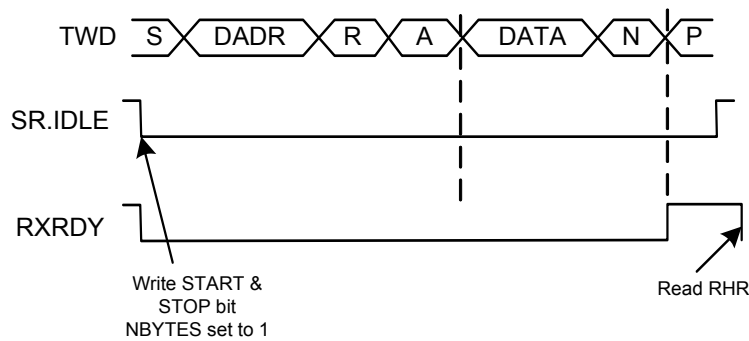 TWD S DADR R A DATA N P
SR.IDLE
RXRDY
Write START &
STOP bit
NBYTES set to 1
Read RHR